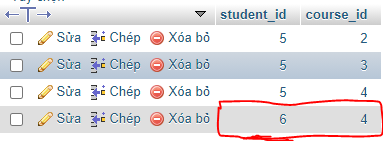 student_id course_id
Sửa Chép Xóa bỏ 5 2
Sửa Chép Xóa bỏ 5 3
Sửa Chép Xóa bỏ 5 4
Sửa Chép Xóa bỏ 6 4